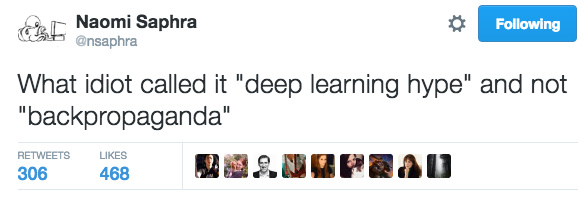 Naomi Saphra
@nsaphra
Following
What idiot called it "deep learning hype" and not
"backpropaganda"
RETWEETS LIKES
306 468